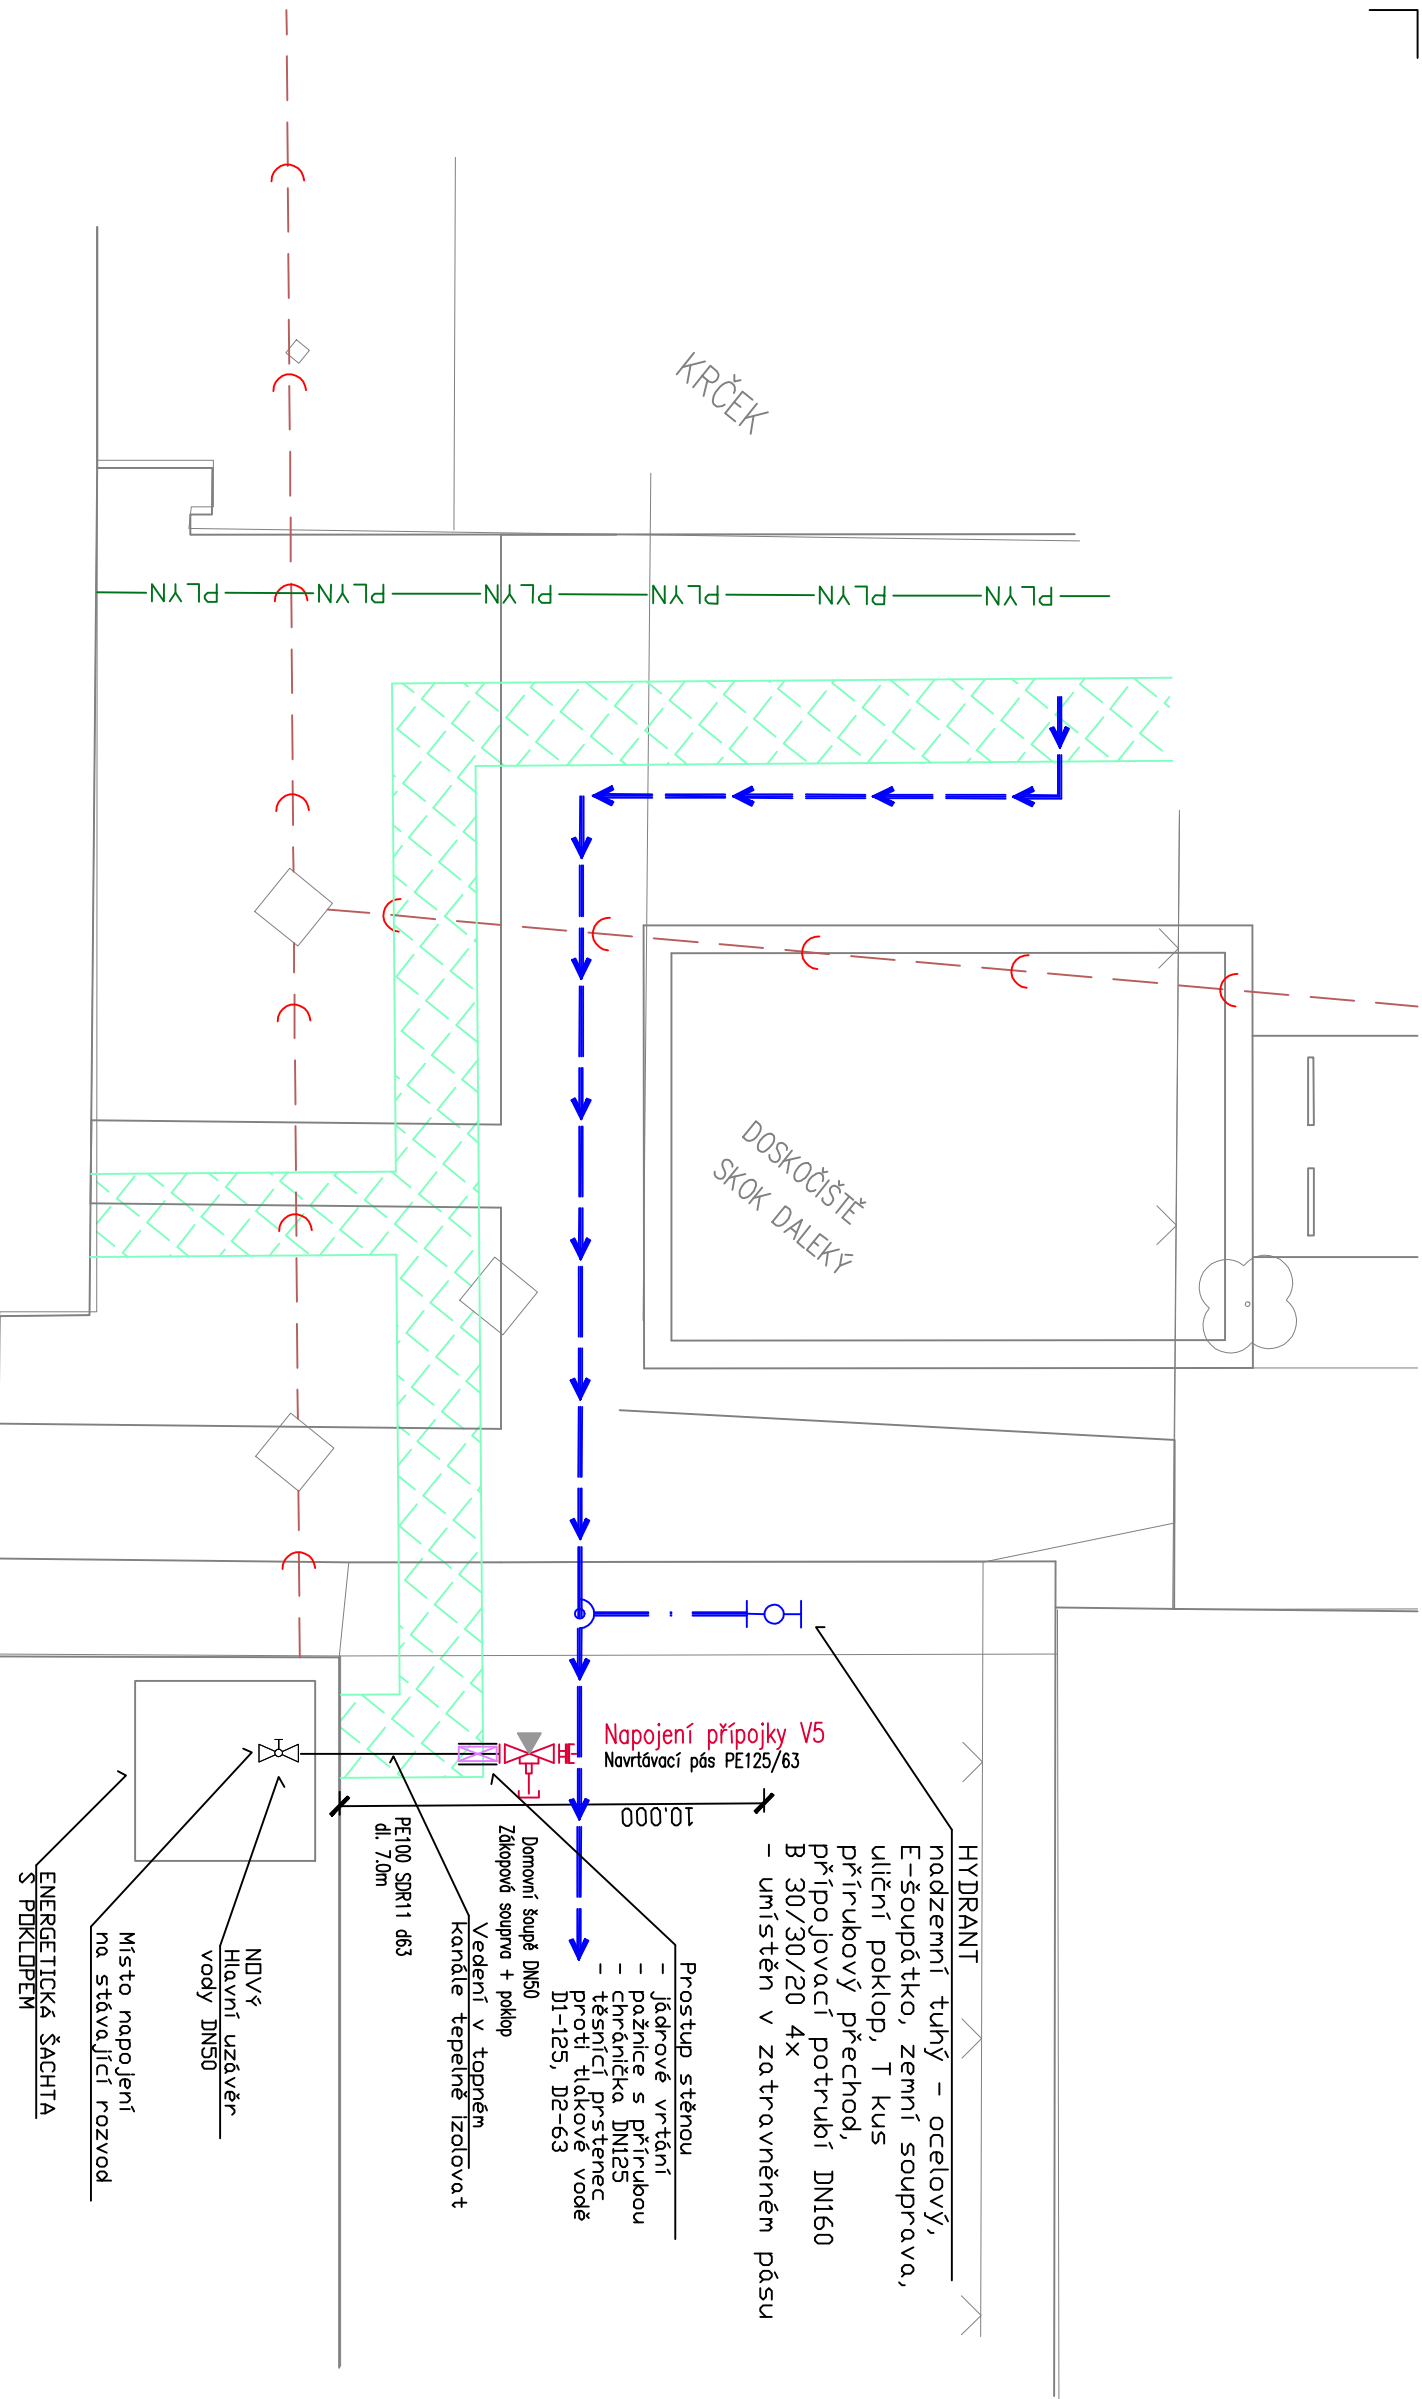 KRČEK
PLYN
PLYN
PLYN
PLYN
PLYN
PLYN
DOSKOČIŠTĚ
SKOK DALEKÝ
Napojení přípojky V5
Navrtávací pás PE125/63
10.000
HYDRANT
nadzemní tuhý - ocelový,
E-šoupátko, zemní souprava,
uliční poklop, T kus
přírubový přechod,
přípojovací potrubí DN160
B 30/30/20 4x
- umístěn v zatravněném pásu
Prostup stěnou
- jádrové vrtání
- pažnice s přírubou
- chránička DN125
- těsnící prstenec
proti tlakové vodě
D1-125, D2-63
Domovní šoupě DN50
Zákopová souprva + poklop
Vedení v topném
kanále tepelně izolovat
PE100 SDR11 d63
dl. 7.0m
NOVÝ
Hlavní uzávěr
vody DN50
Místo napojení
na stávající rozvod
ENERGETICKÁ ŠACHTA
S POKLOPEM